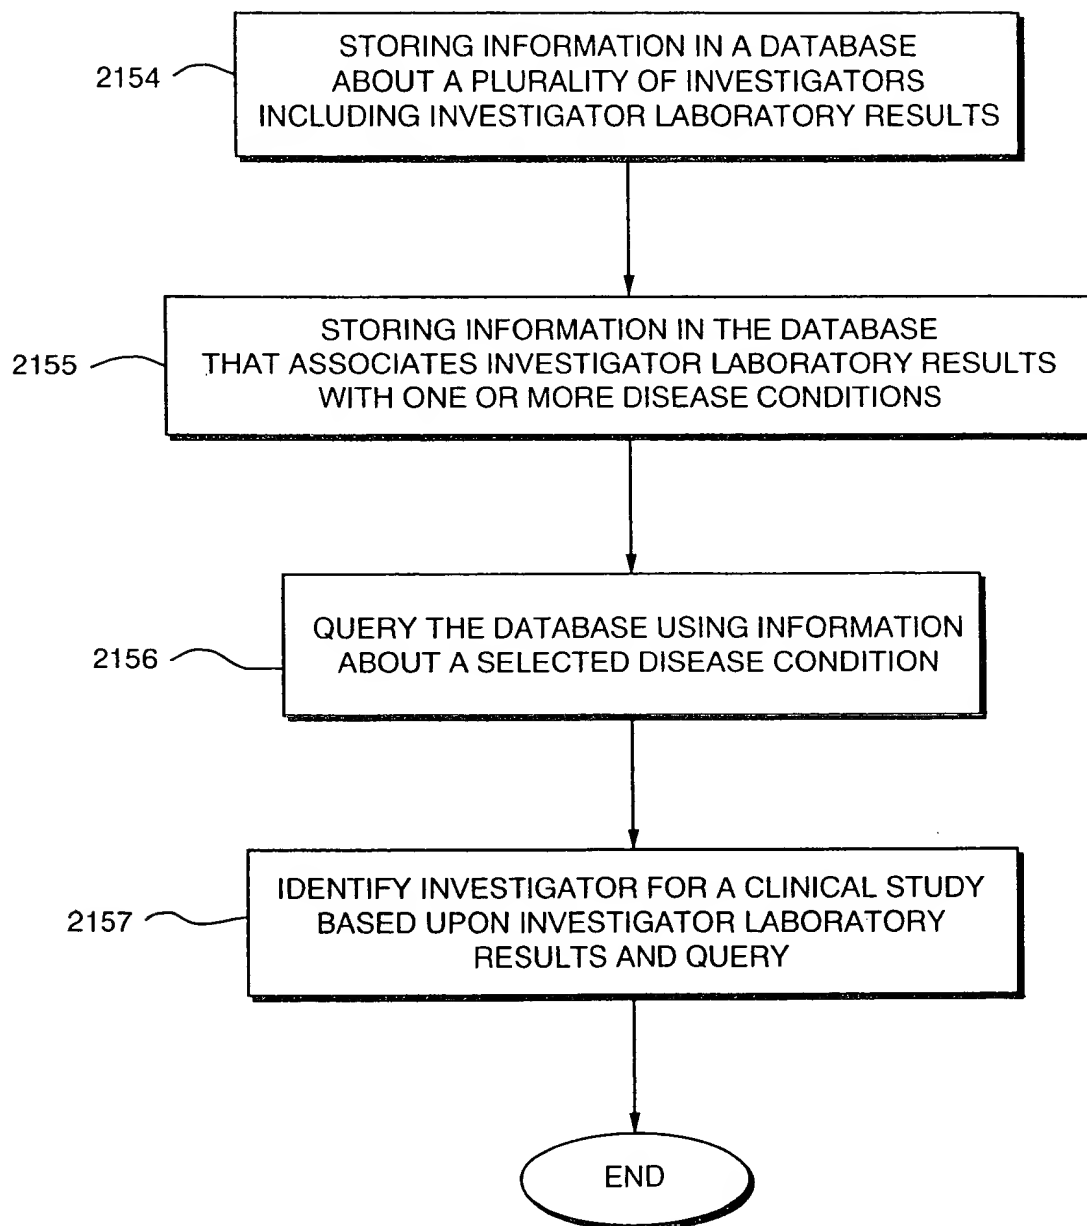 2154
STORING INFORMATION IN A DATABASE
ABOUT A PLURALITY OF INVESTIGATORS
INCLUDING INVESTIGATOR LABORATORY RESULTS
2155
STORING INFORMATION IN THE DATABASE
THAT ASSOCIATES INVESTIGATOR LABORATORY RESULTS
WITH ONE OR MORE DISEASE CONDITIONS
2156
QUERY THE DATABASE USING INFORMATION
ABOUT A SELECTED DISEASE CONDITION
2157
IDENTIFY INVESTIGATOR FOR A CLINICAL STUDY
BASED UPON INVESTIGATOR LABORATORY
RESULTS AND QUERY
END